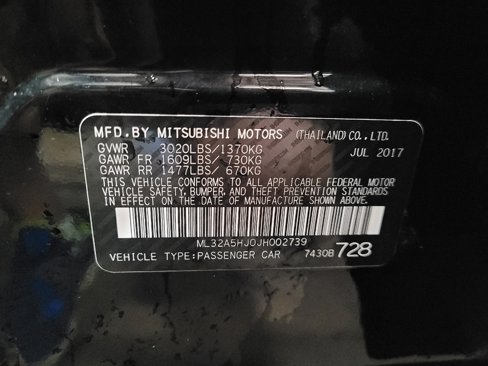 MFD.BY MITSUBISHI MOTORS (THAILAND) CO.,LTD.
GVWR 3020LBS/1370KG JUL 2017
GAWR FR 1609LBS/ 730KG
GAWR RR 1477LBS/ 670KG
THIS VEHICLE CONFORMS TO ALL APPLICABLE FEDERAL MOTOR
VEHICLE SAFETY, BUMPER, AND THEFT PREVENTION STANDARDS
IN EFFECT ON THE DATE OF MANUFACTURE SHOWN ABOVE.
ML32A5HJ0JH002739
VEHICLE TYPE:PASSENGER CAR 7430B 728